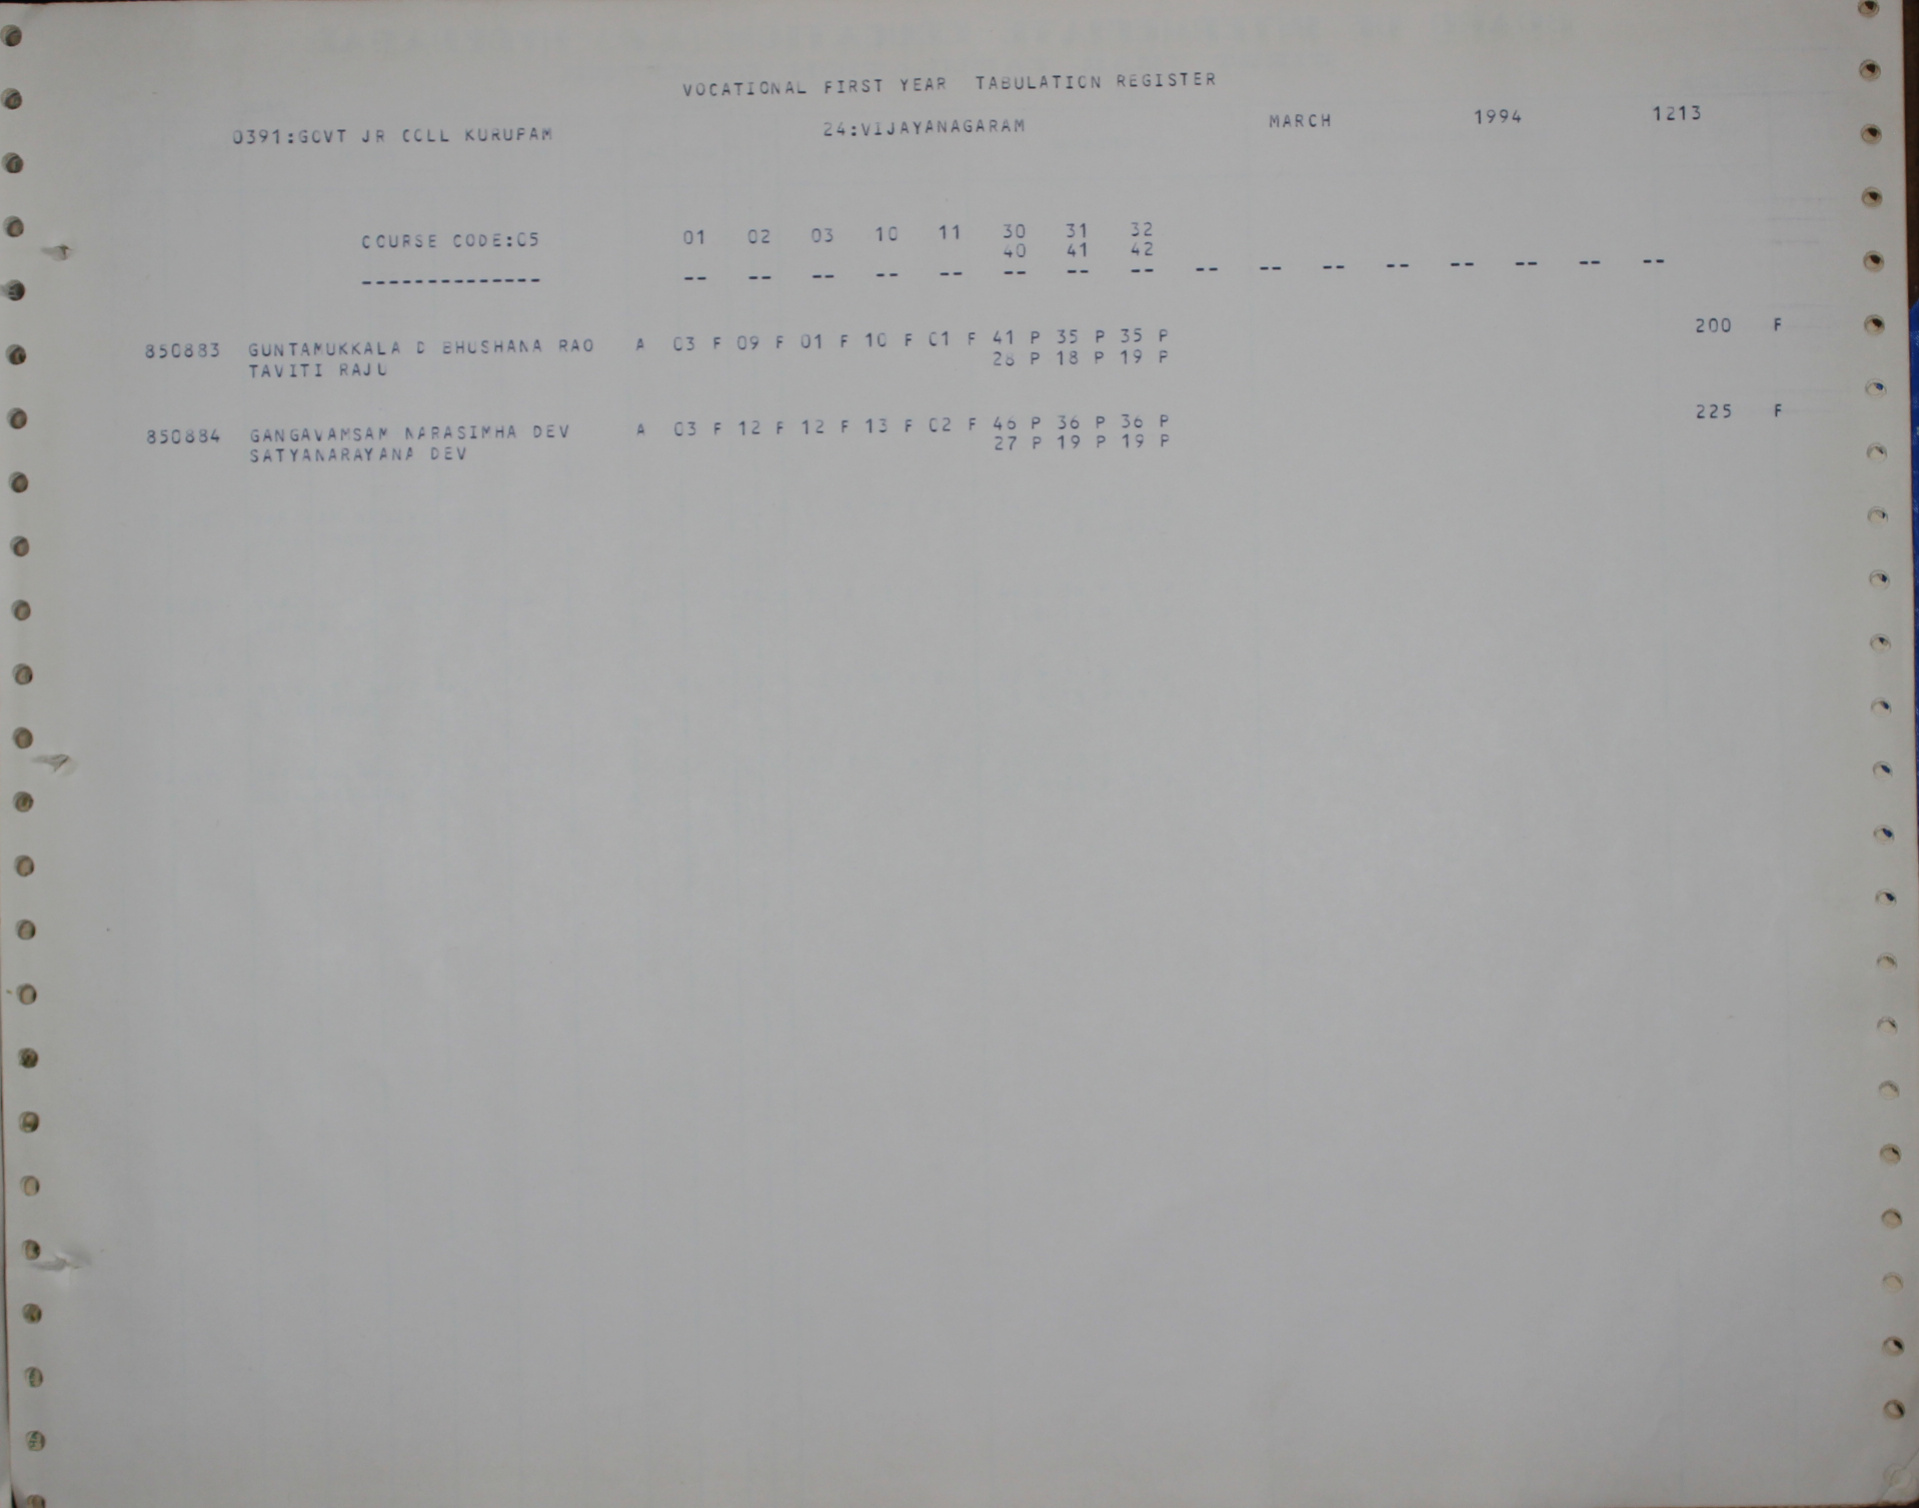 VOCATIONAL FIRST YEAR TABULATION REGISTER
0391:GOVT JR COLL KURUPAM 24:VIJAYANAGARAM MARCH 1994 1213
COURSE CODE:05 01 02 03 10 11 30 31 32
40 41 42
-------------- -- -- -- -- -- -- -- -- -- -- -- -- -- -- -- --
850883 GUNTAMUKKALA D BHUSHANA RAO A 03 F 09 F 01 F 10 F 01 F 41 P 35 P 35 P 200 F
TAVITI RAJU 28 P 18 P 19 P
850884 GANGAVAMSAM NARASIMHA DEV A 03 F 12 F 12 F 13 F 02 F 46 P 36 P 36 P 225 F
SATYANARAYANA DEV 27 P 19 P 19 P